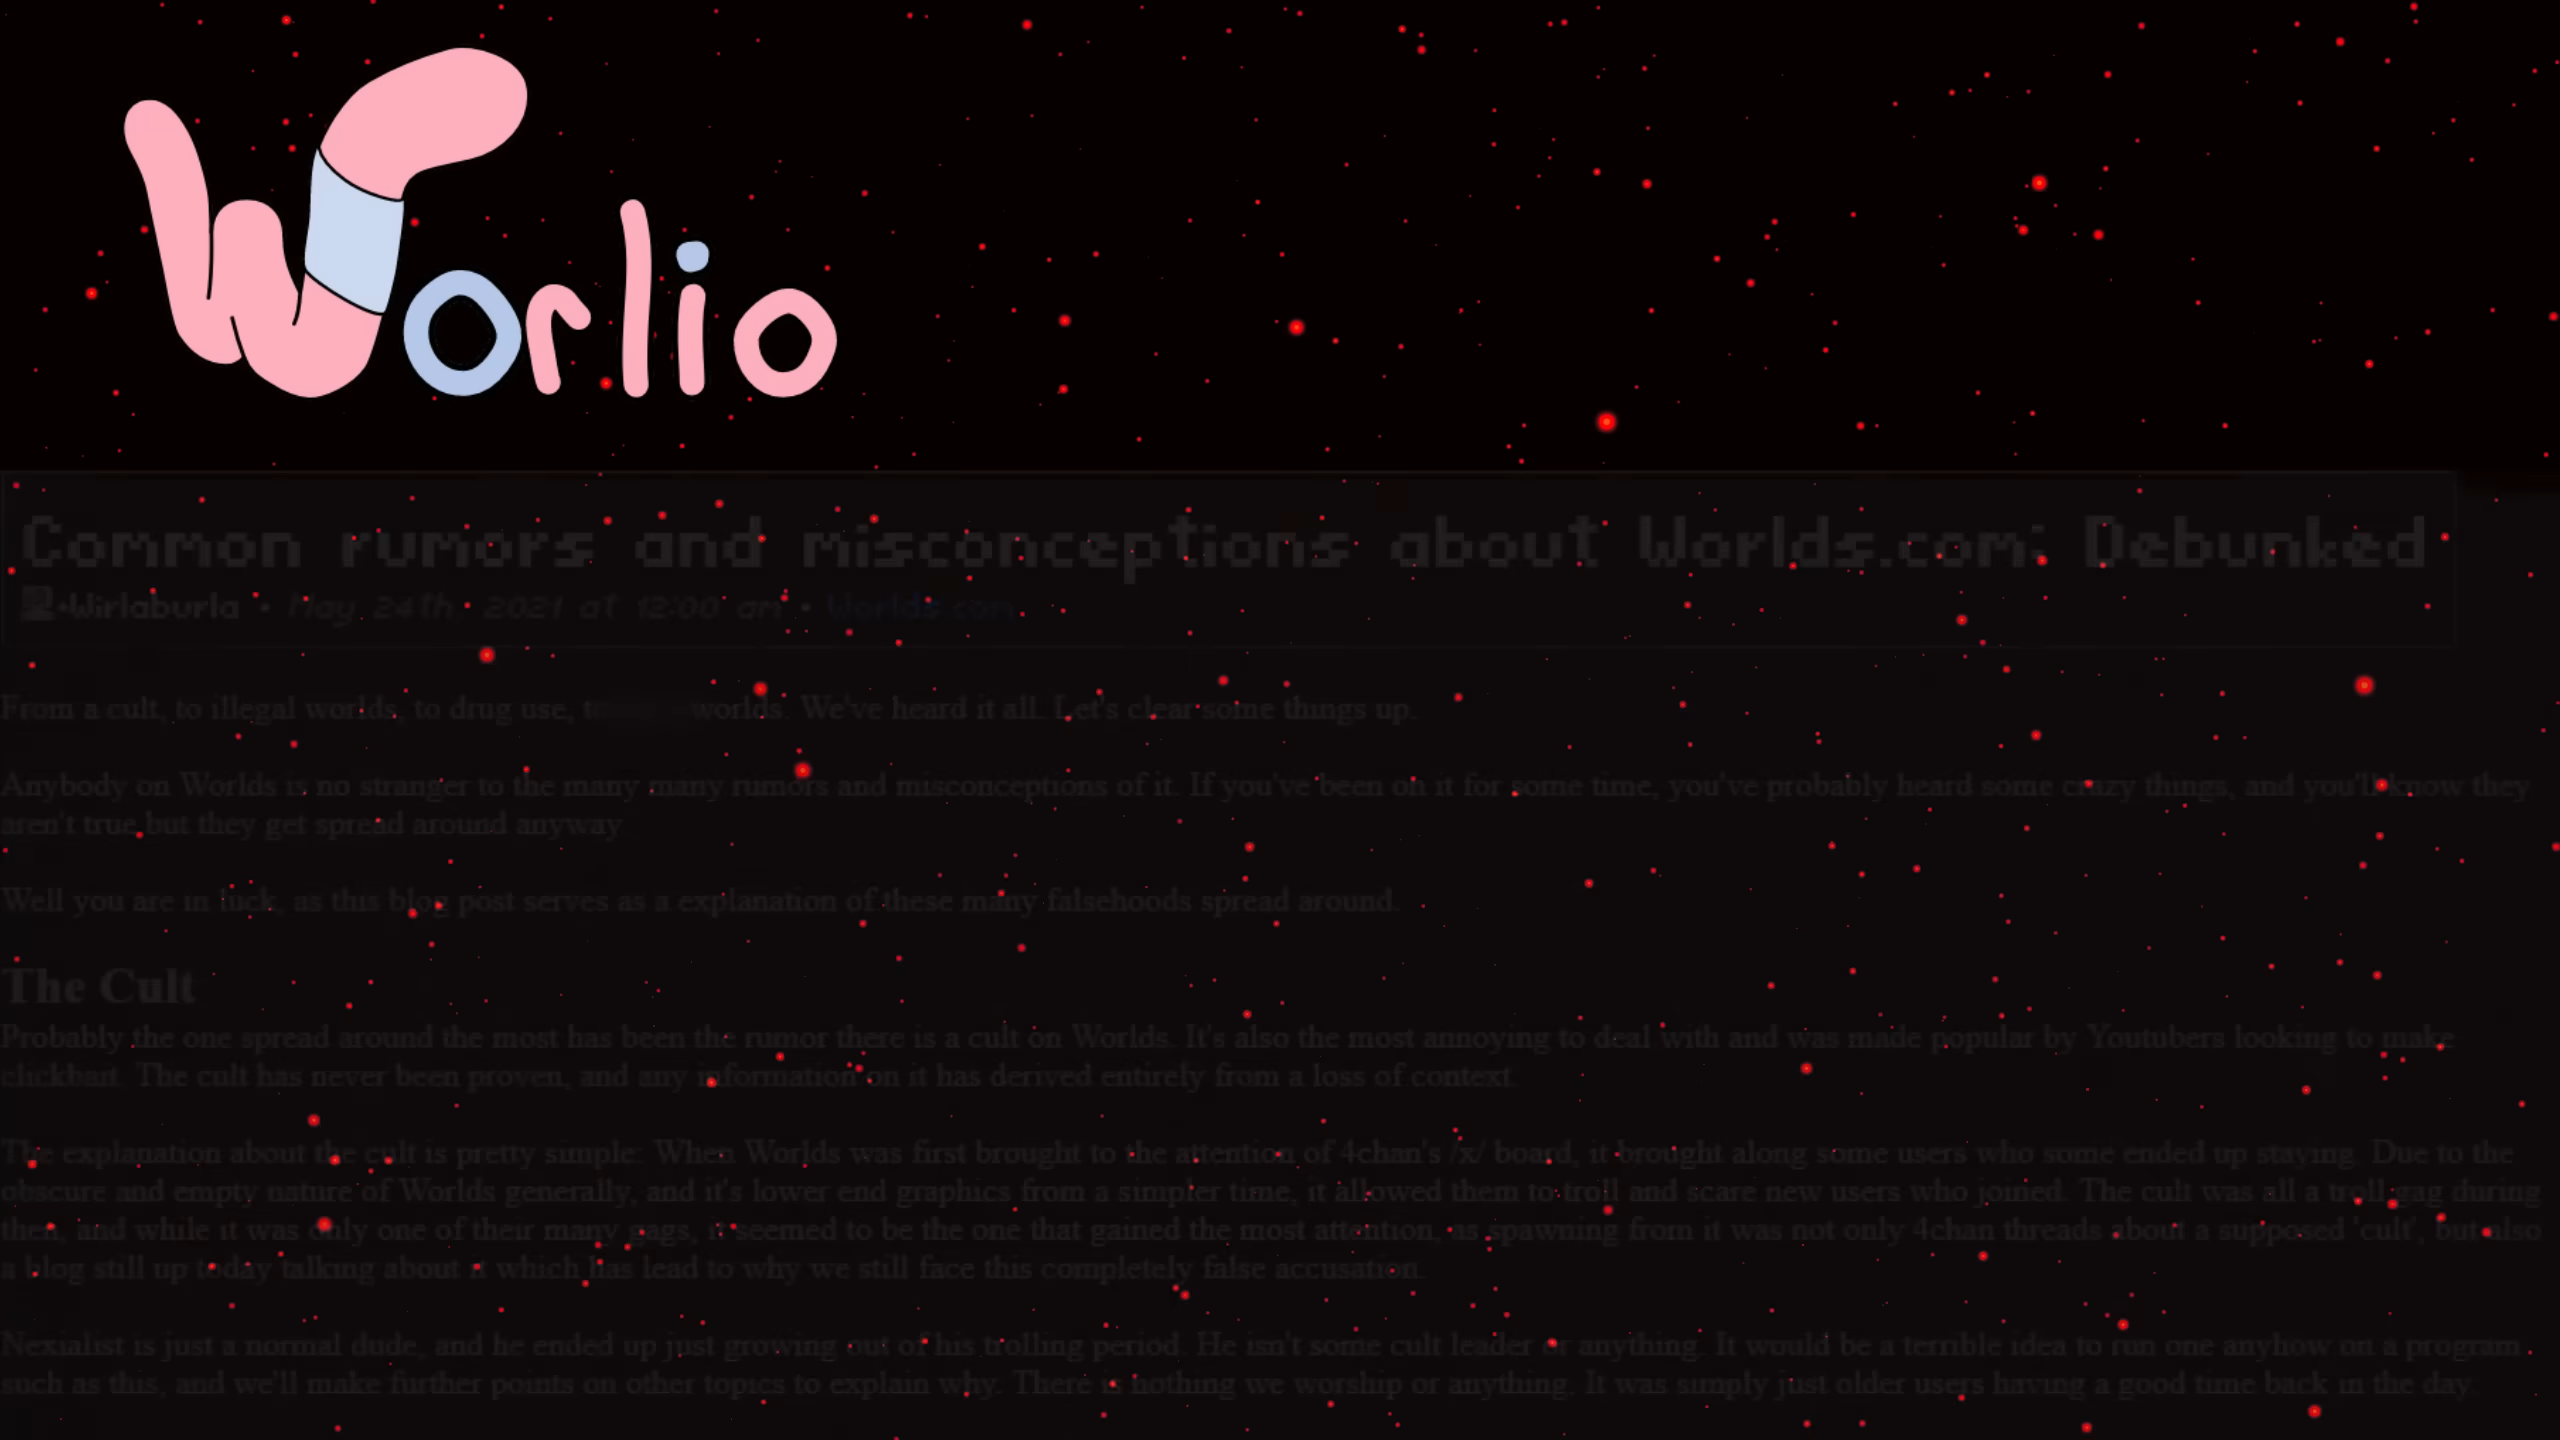 Worlio
Common rumors and misconceptions about Worlds.com: Debunked
•Wirlaburla • May 24th, 2021 at 12:00 am • Worlds.com
From a cult, to illegal worlds, to drug use, t worlds. We've heard it all. Let's clear some things up.
Anybody on Worlds is no stranger to the many many rumors and misconceptions of it. If you've been on it for some time, you've probably heard some crazy things, and you'll know they
aren't true but they get spread around anyway.
Well you are in luck, as this blog post serves as a explanation of these many falsehoods spread around.
The Cult
Probably the one spread around the most has been the rumor there is a cult on Worlds. It's also the most annoying to deal with and was made popular by Youtubers looking to make
clickbait. The cult has never been proven, and any information on it has derived entirely from a loss of context.
The explanation about the cult is pretty simple: When Worlds was first brought to the attention of 4chan's /x/ board, it brought along some users who some ended up staying. Due to the
obscure and empty nature of Worlds generally, and it's lower end graphics from a simpler time, it allowed them to troll and scare new users who joined. The cult was all a troll gag during
then, and while it was only one of their many gags, it seemed to be the one that gained the most attention, as spawning from it was not only 4chan threads about a supposed 'cult', but also
a blog still up today talking about it which has lead to why we still face this completely false accusation.
Nexialist is just a normal dude, and he ended up just growing out of his trolling period. He isn't some cult leader or anything. It would be a terrible idea to run one anyhow on a program
such as this, and we'll make further points on other topics to explain why. There is nothing we worship or anything. It was simply just older users having a good time back in the day.